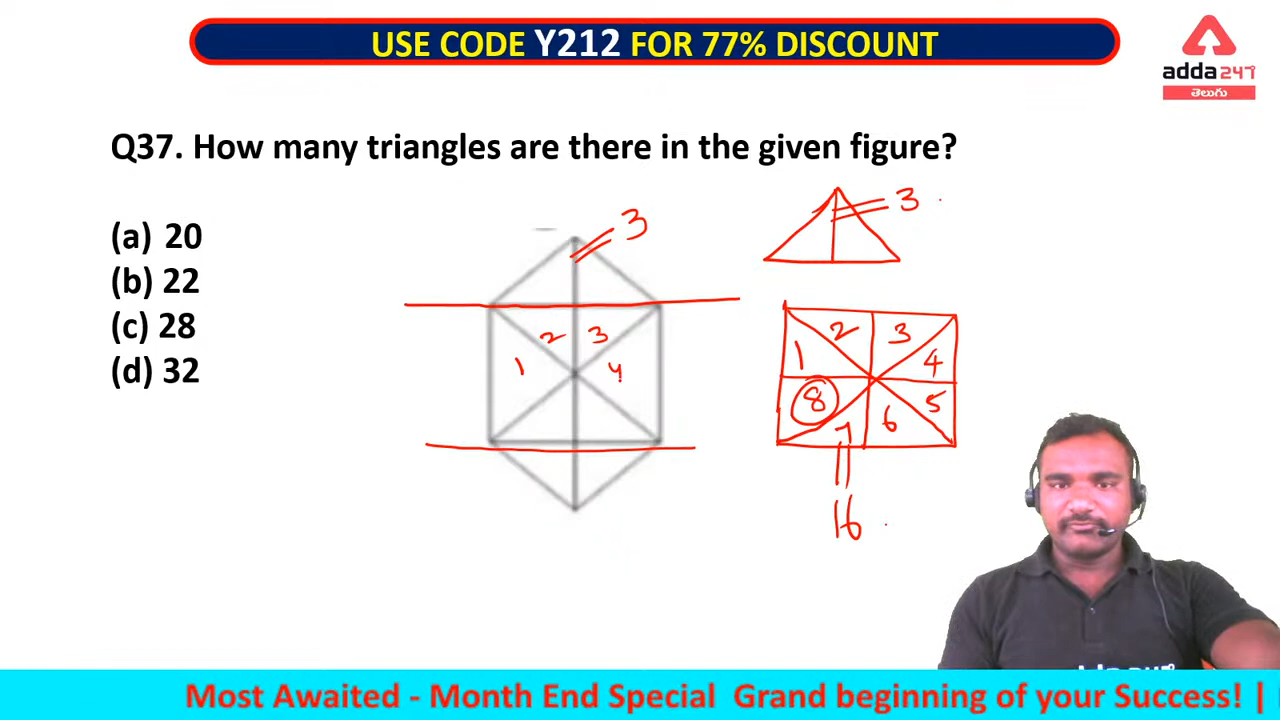 USE CODE Y212 FOR 77% DISCOUNT
adda247
తెలుగు
Q37. How many triangles are there in the given figure?
(a) 20
(b) 22
(c) 28
(d) 32
3
2 3
1 4
3
2 3
1 4
8 5
7 6
16
Most Awaited - Month End Special Grand beginning of your Success! |